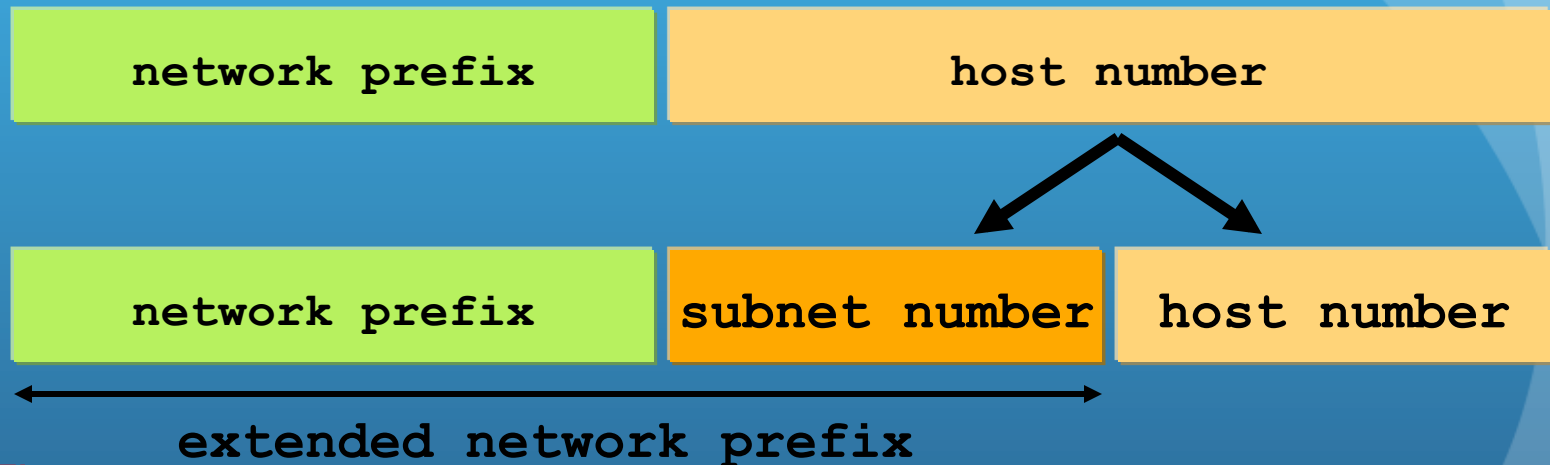 network prefix host number
network prefix subnet number host number
extended network prefix